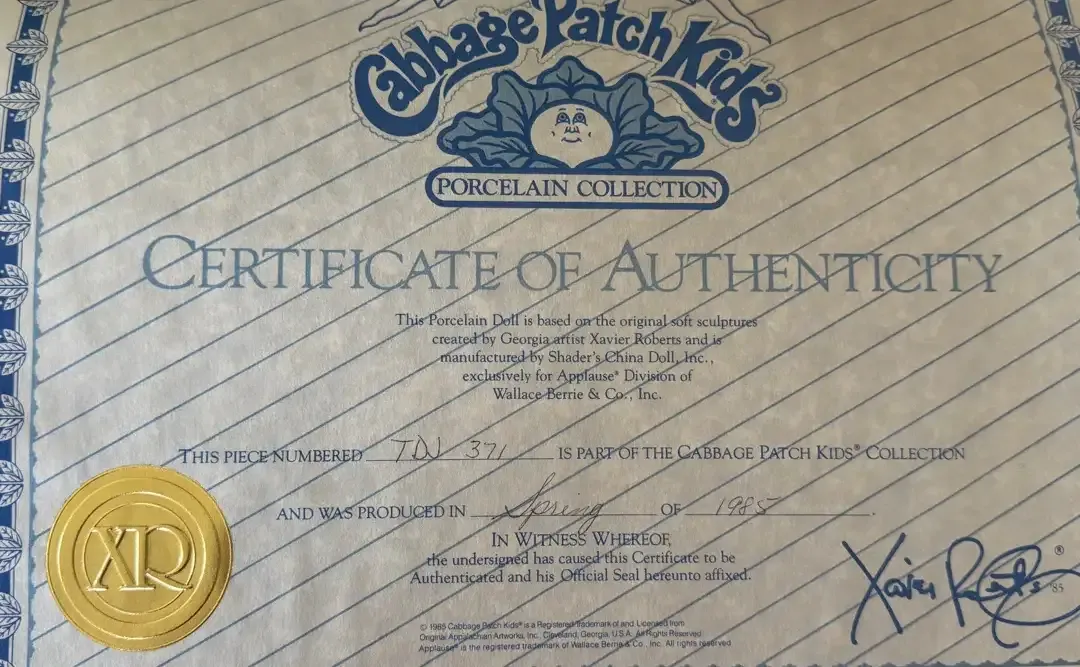 Cabbage Patch Kids
PORCELAIN COLLECTION
CERTIFICATE OF AUTHENTICITY
This Porcelain Doll is based on the original soft sculptures
created by Georgia artist Xavier Roberts and is
manufactured by Shader's China Doll, Inc.,
exclusively for Applause® Division of
Wallace Berrie & Co., Inc.
THIS PIECE NUMBERED TDJ 371 IS PART OF THE CABBAGE PATCH KIDS® COLLECTION
AND WAS PRODUCED IN Spring OF 1985.
IN WITNESS WHEREOF,
the undersigned has caused this Certificate to be
Authenticated and his Official Seal hereunto affixed.
XR
Xavier Roberts ® '85
© 1985 Cabbage Patch Kids® is a Registered Trademark of and Licensed from
Original Appalachian Artworks, Inc., Cleveland, Georgia, U.S.A. All Rights Reserved
Applause® is the registered trademark of Wallace Berrie & Co., Inc. All rights reserved